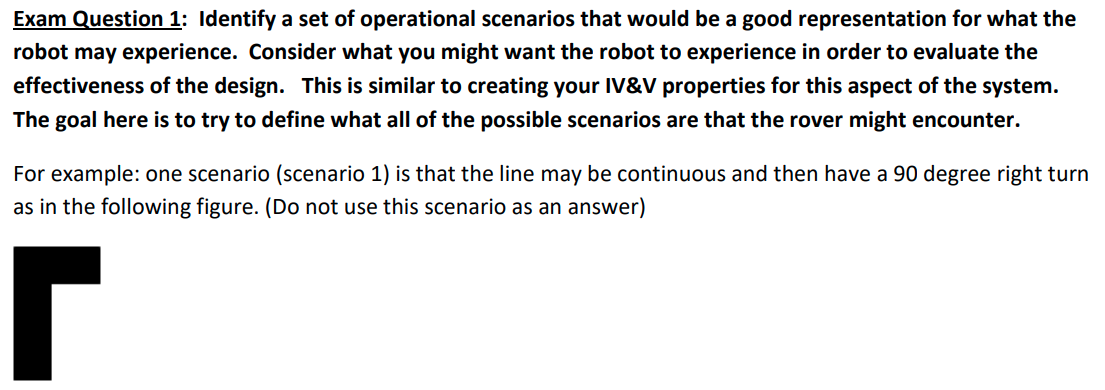 Exam Question 1:  Identify a set of operational scenarios that would be a good representation for what the
robot may experience.  Consider what you might want the robot to experience in order to evaluate the
effectiveness of the design.   This is similar to creating your IV&V properties for this aspect of the system.
The goal here is to try to define what all of the possible scenarios are that the rover might encounter.
For example: one scenario (scenario 1) is that the line may be continuous and then have a 90 degree right turn
as in the following figure. (Do not use this scenario as an answer)